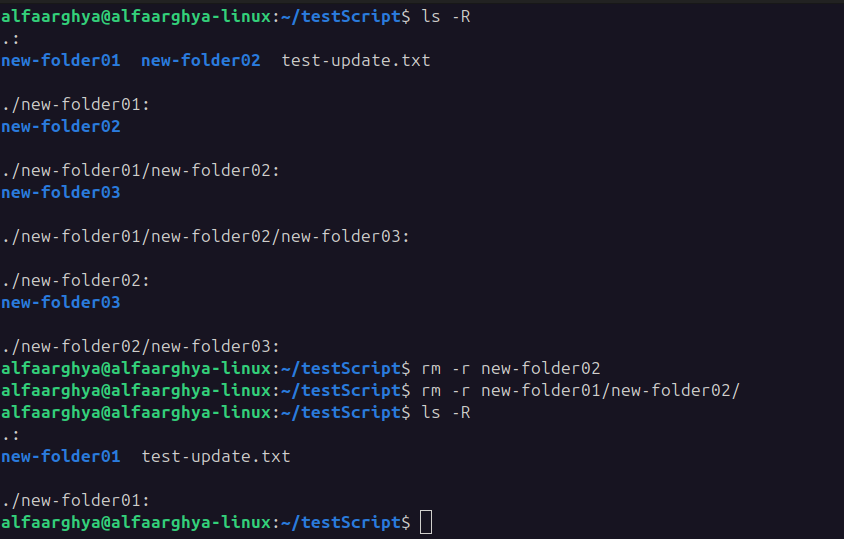 alfaarghya@alfaarghya-linux:~/testScript$ ls -R
.:
new-folder01  new-folder02  test-update.txt

./new-folder01:
new-folder02

./new-folder01/new-folder02:
new-folder03

./new-folder01/new-folder02/new-folder03:

./new-folder02:
new-folder03

./new-folder02/new-folder03:
alfaarghya@alfaarghya-linux:~/testScript$ rm -r new-folder02
alfaarghya@alfaarghya-linux:~/testScript$ rm -r new-folder01/new-folder02/
alfaarghya@alfaarghya-linux:~/testScript$ ls -R
.:
new-folder01  test-update.txt

./new-folder01:
alfaarghya@alfaarghya-linux:~/testScript$